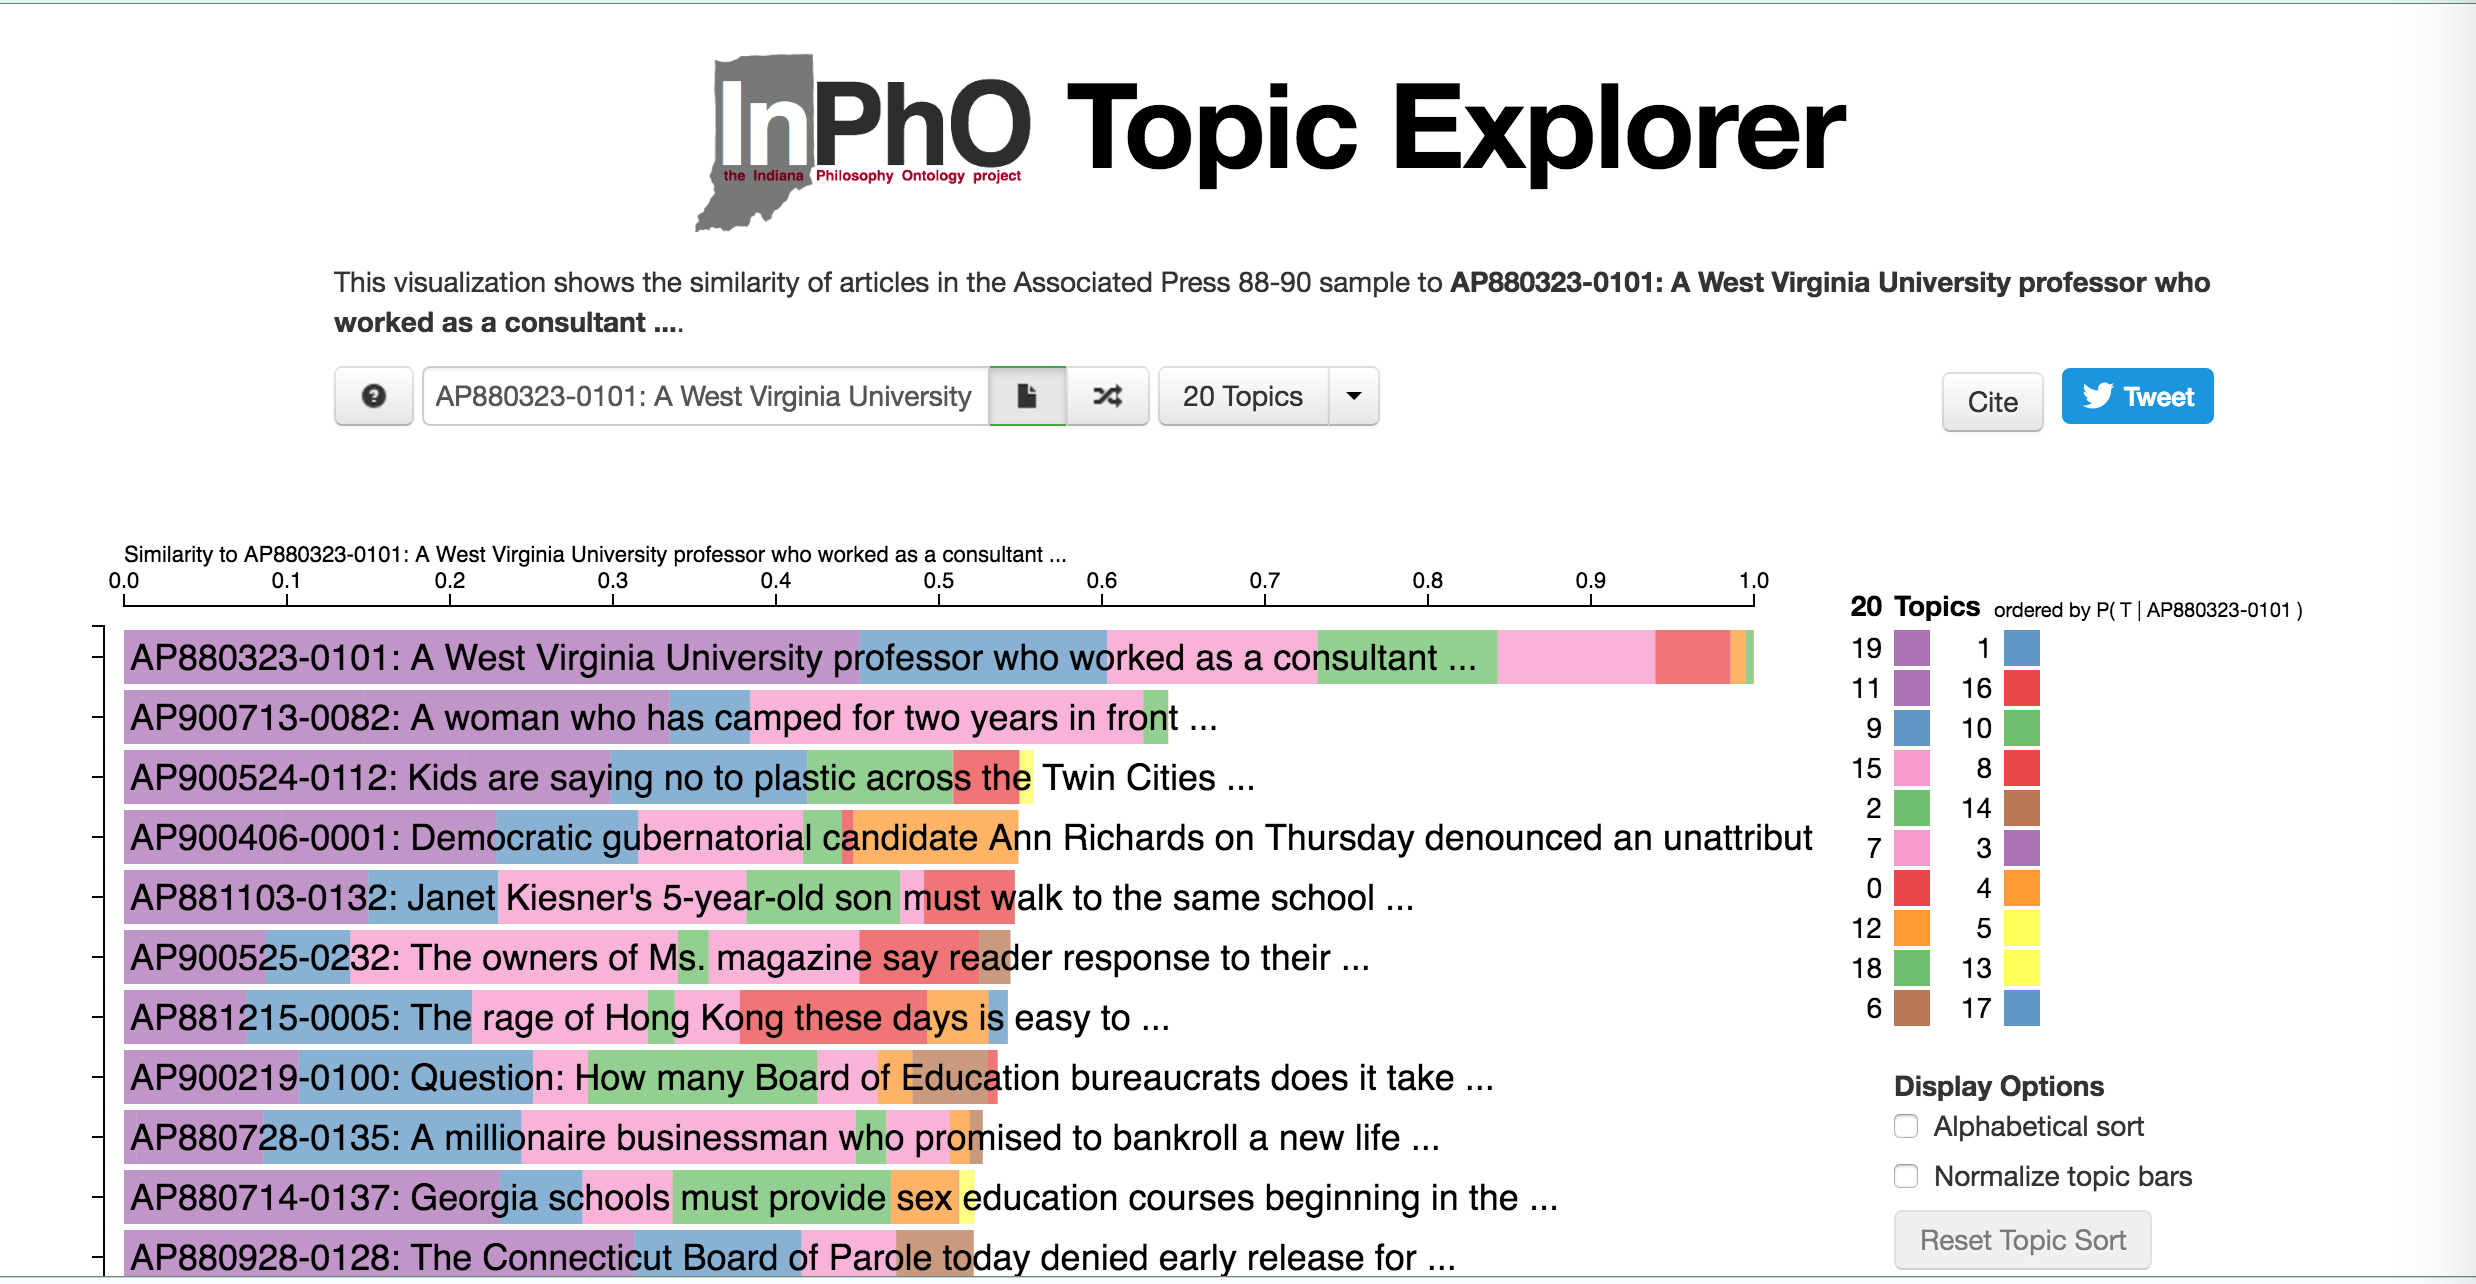 InPhO Topic Explorer
the Indiana Philosophy Ontology project
This visualization shows the similarity of articles in the Associated Press 88-90 sample to AP880323-0101: A West Virginia University professor who
worked as a consultant ....
? AP880323-0101: A West Virginia University 20 Topics Cite Tweet
Similarity to AP880323-0101: A West Virginia University professor who worked as a consultant ...
0.0 0.1 0.2 0.3 0.4 0.5 0.6 0.7 0.8 0.9 1.0
20 Topics ordered by P( T | AP880323-0101 )
AP880323-0101: A West Virginia University professor who worked as a consultant ...
AP900713-0082: A woman who has camped for two years in front ...
AP900524-0112: Kids are saying no to plastic across the Twin Cities ...
AP900406-0001: Democratic gubernatorial candidate Ann Richards on Thursday denounced an unattribut
AP881103-0132: Janet Kiesner's 5-year-old son must walk to the same school ...
AP900525-0232: The owners of Ms. magazine say reader response to their ...
AP881215-0005: The rage of Hong Kong these days is easy to ...
AP900219-0100: Question: How many Board of Education bureaucrats does it take ...
AP880728-0135: A millionaire businessman who promised to bankroll a new life ...
AP880714-0137: Georgia schools must provide sex education courses beginning in the ...
AP880928-0128: The Connecticut Board of Parole today denied early release for ...
19 1
11 16
9 10
15 8
2 14
7 3
0 4
12 5
18 13
6 17
Display Options
Alphabetical sort
Normalize topic bars
Reset Topic Sort